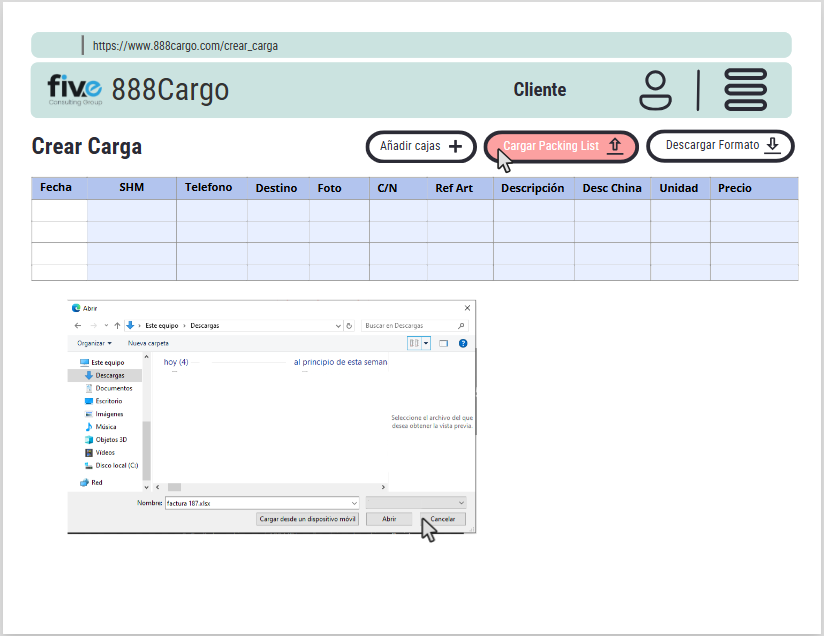 https://www.888cargo.com/crear_carga
five
Consulting Group
888Cargo
Cliente
Crear Carga
Añadir cajas
Cargar Packing List
Descargar Formato
Fecha SHM Telefono Destino Foto C/N Ref Art Descripción Desc China Unidad Precio
Abrir
Este equipo > Descargas
Buscar en Descargas
Organizar
Nueva carpeta
Este equipo
Descargas
Documentos
Escritorio
Imágenes
Música
Objetos 3D
Vídeos
Disco local (C:)
Red
hoy (4)
al principio de esta seman
Seleccione el archivo del que
desea obtener la vista previa.
Nombre: factura 187.xlsx
Cargar desde un dispositivo móvil
Abrir
Cancelar